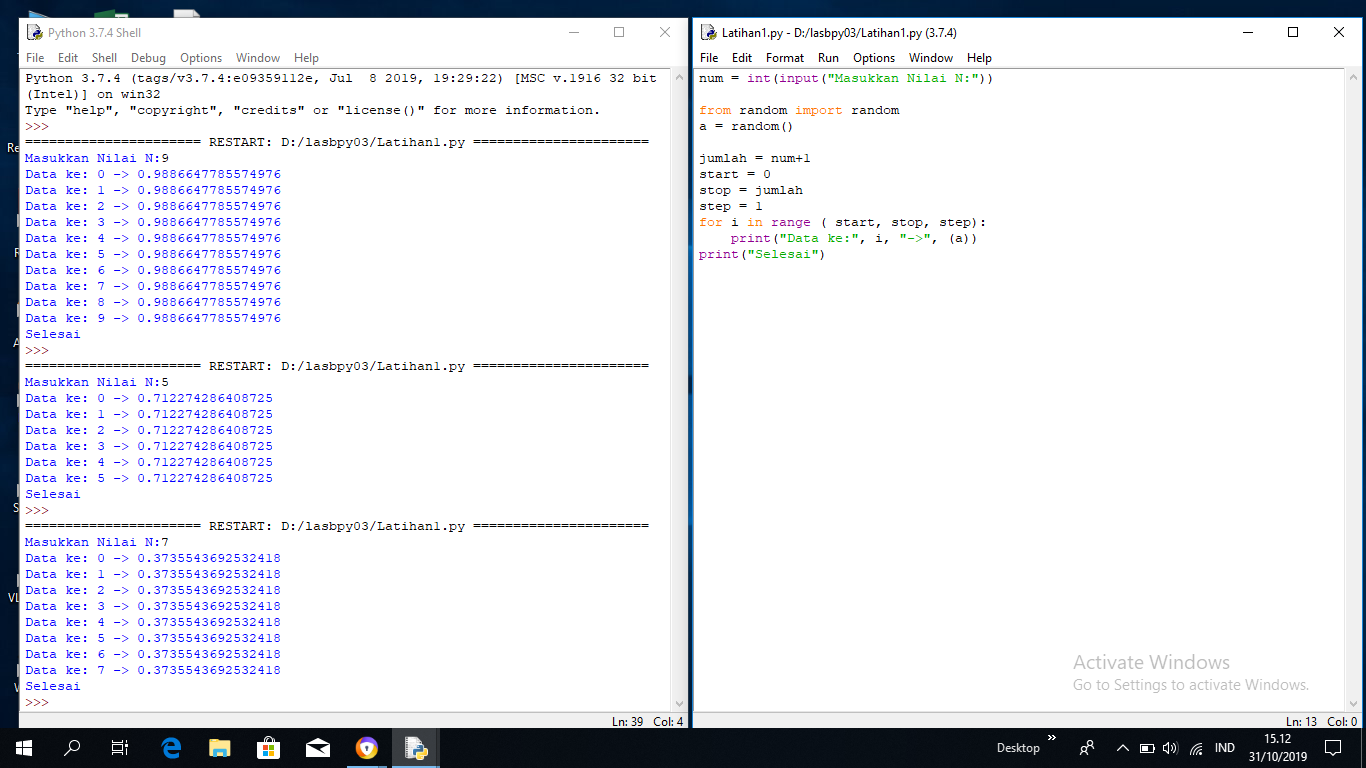 Python 3.7.4 Shell
File Edit Shell Debug Options Window Help
Python 3.7.4 (tags/v3.7.4:e09359112e, Jul  8 2019, 19:29:22) [MSC v.1916 32 bit
(Intel)] on win32
Type "help", "copyright", "credits" or "license()" for more information.
>>>
====================== RESTART: D:/lasbpy03/Latihan1.py ======================
Masukkan Nilai N:9
Data ke: 0 -> 0.9886647785574976
Data ke: 1 -> 0.9886647785574976
Data ke: 2 -> 0.9886647785574976
Data ke: 3 -> 0.9886647785574976
Data ke: 4 -> 0.9886647785574976
Data ke: 5 -> 0.9886647785574976
Data ke: 6 -> 0.9886647785574976
Data ke: 7 -> 0.9886647785574976
Data ke: 8 -> 0.9886647785574976
Data ke: 9 -> 0.9886647785574976
Selesai
>>>
====================== RESTART: D:/lasbpy03/Latihan1.py ======================
Masukkan Nilai N:5
Data ke: 0 -> 0.712274286408725
Data ke: 1 -> 0.712274286408725
Data ke: 2 -> 0.712274286408725
Data ke: 3 -> 0.712274286408725
Data ke: 4 -> 0.712274286408725
Data ke: 5 -> 0.712274286408725
Selesai
>>>
====================== RESTART: D:/lasbpy03/Latihan1.py ======================
Masukkan Nilai N:7
Data ke: 0 -> 0.3735543692532418
Data ke: 1 -> 0.3735543692532418
Data ke: 2 -> 0.3735543692532418
Data ke: 3 -> 0.3735543692532418
Data ke: 4 -> 0.3735543692532418
Data ke: 5 -> 0.3735543692532418
Data ke: 6 -> 0.3735543692532418
Data ke: 7 -> 0.3735543692532418
Selesai
>>>
Ln: 39 Col: 4
Latihan1.py - D:/lasbpy03/Latihan1.py (3.7.4)
File Edit Format Run Options Window Help
num = int(input("Masukkan Nilai N:"))
from random import random
a = random()
jumlah = num+1
start = 0
stop = jumlah
step = 1
for i in range ( start, stop, step):
    print("Data ke:", i, "->", (a))
print("Selesai")
Activate Windows
Go to Settings to activate Windows.
Ln: 13 Col: 0
Desktop
IND
15.12
31/10/2019